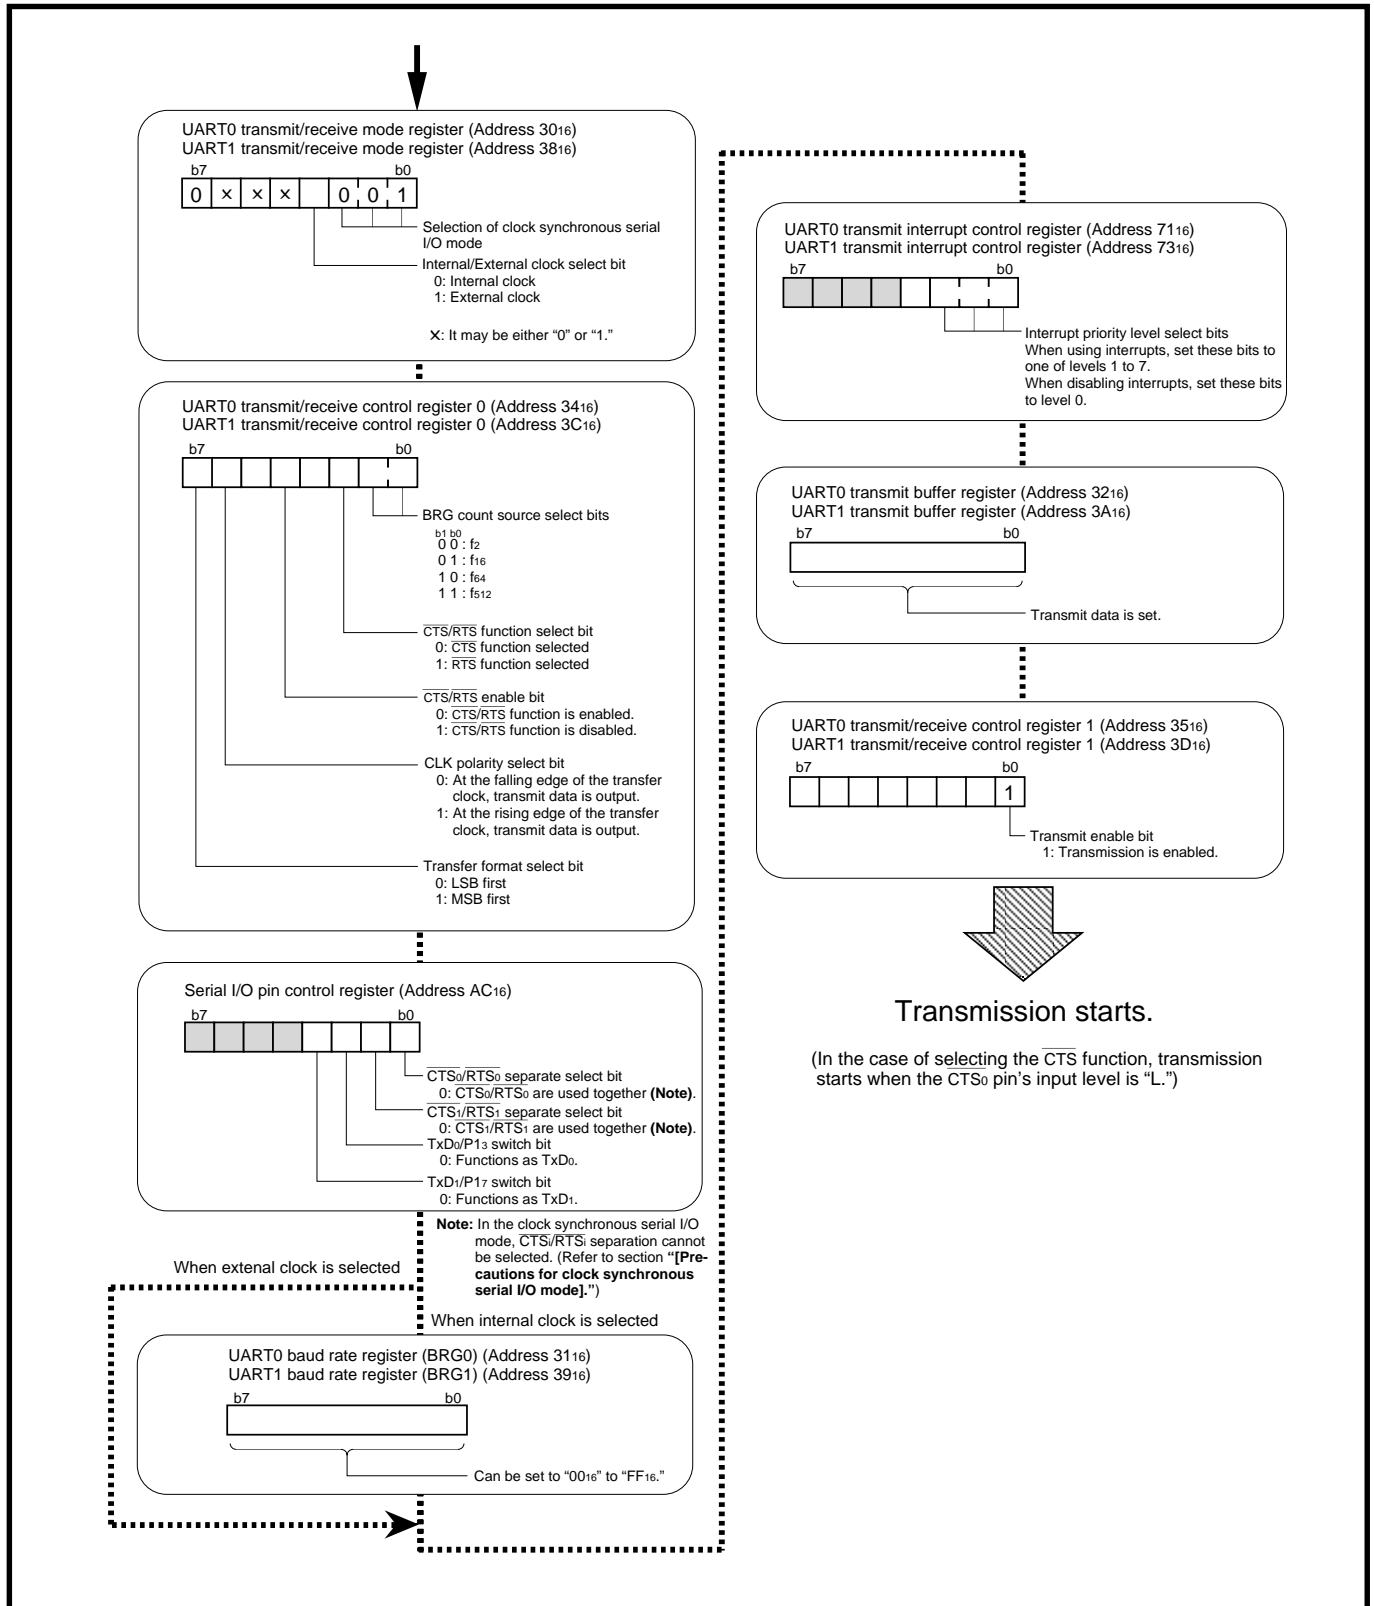 UART0 transmit/receive mode register (Address 3016)
UART1 transmit/receive mode register (Address 3816)
b7 b0
0 × × × 0 0 1
Selection of clock synchronous serial
I/O mode
Internal/External clock select bit
0: Internal clock
1: External clock
×: It may be either “0” or “1.”
UART0 transmit/receive control register 0 (Address 3416)
UART1 transmit/receive control register 0 (Address 3C16)
b7 b0
BRG count source select bits
b1 b0
0 0 : f2
0 1 : f16
1 0 : f64
1 1 : f512
CTS/RTS function select bit
0: CTS function selected
1: RTS function selected
CTS/RTS enable bit
0: CTS/RTS function is enabled.
1: CTS/RTS function is disabled.
CLK polarity select bit
0: At the falling edge of the transfer
clock, transmit data is output.
1: At the rising edge of the transfer
clock, transmit data is output.
Transfer format select bit
0: LSB first
1: MSB first
Serial I/O pin control register (Address AC16)
b7 b0
CTS0/RTS0 separate select bit
0: CTS0/RTS0 are used together (Note).
CTS1/RTS1 separate select bit
0: CTS1/RTS1 are used together (Note).
TxD0/P13 switch bit
0: Functions as TxD0.
TxD1/P17 switch bit
0: Functions as TxD1.
Note: In the clock synchronous serial I/O
mode, CTSi/RTSi separation cannot
be selected. (Refer to section “[Pre-
cautions for clock synchronous
serial I/O mode].”)
When extenal clock is selected
When internal clock is selected
UART0 baud rate register (BRG0) (Address 3116)
UART1 baud rate register (BRG1) (Address 3916)
b7 b0
Can be set to “0016” to “FF16.”
UART0 transmit interrupt control register (Address 7116)
UART1 transmit interrupt control register (Address 7316)
b7 b0
Interrupt priority level select bits
When using interrupts, set these bits to
one of levels 1 to 7.
When disabling interrupts, set these bits
to level 0.
UART0 transmit buffer register (Address 3216)
UART1 transmit buffer register (Address 3A16)
b7 b0
Transmit data is set.
UART0 transmit/receive control register 1 (Address 3516)
UART1 transmit/receive control register 1 (Address 3D16)
b7 b0
1
Transmit enable bit
1: Transmission is enabled.
Transmission starts.
(In the case of selecting the CTS function, transmission
starts when the CTS0 pin’s input level is “L.”)